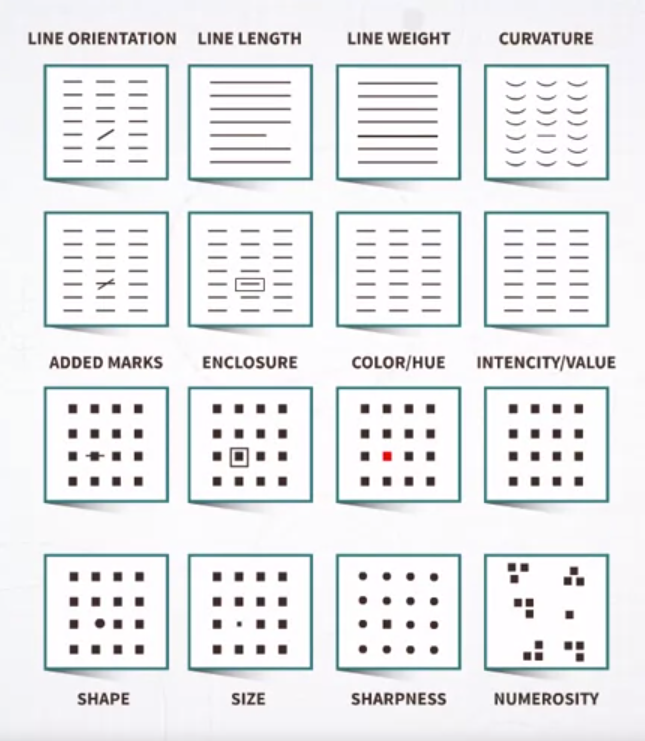 LINE ORIENTATION LINE LENGTH LINE WEIGHT CURVATURE
ADDED MARKS ENCLOSURE COLOR/HUE INTENCITY/VALUE
SHAPE SIZE SHARPNESS NUMEROSITY